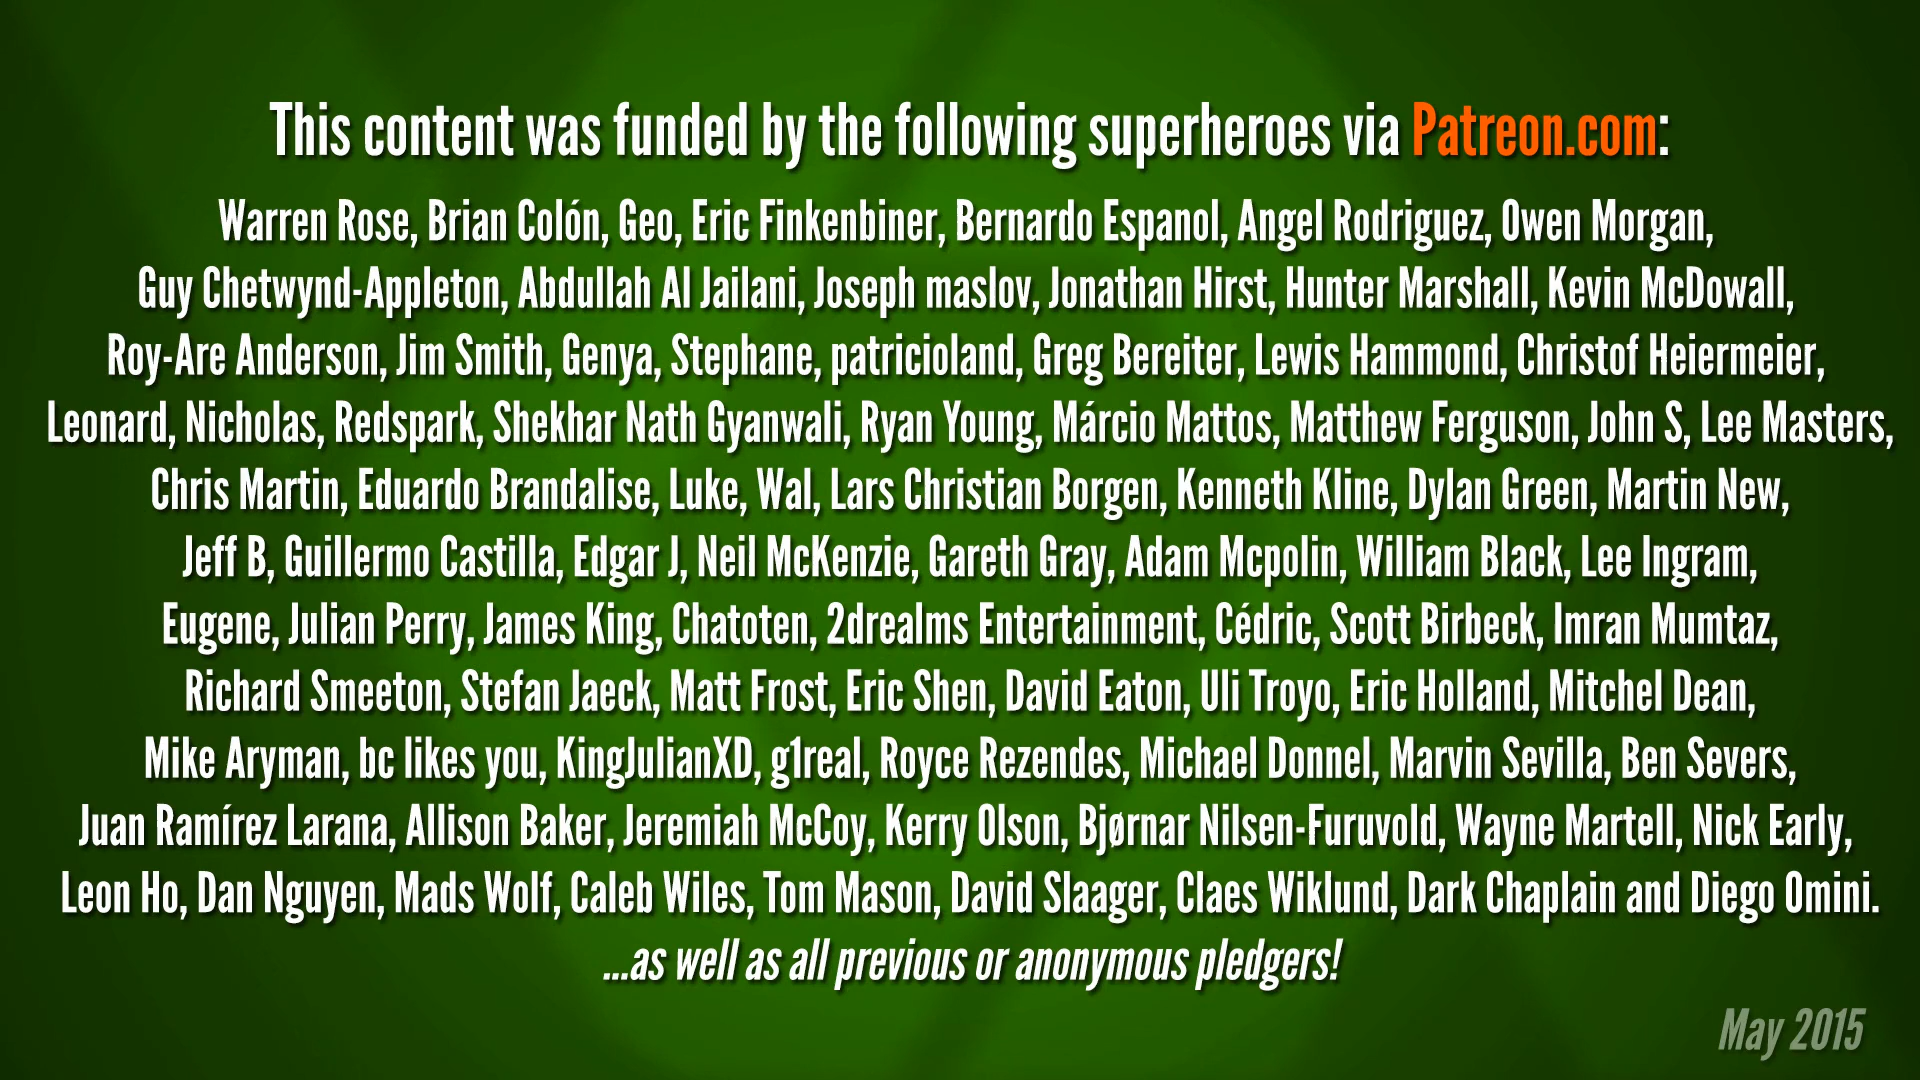 This content was funded by the following superheroes via Patreon.com:
Warren Rose, Brian Colón, Geo, Eric Finkenbiner, Bernardo Espanol, Angel Rodriguez, Owen Morgan,
Guy Chetwynd-Appleton, Abdullah Al Jailani, Joseph maslov, Jonathan Hirst, Hunter Marshall, Kevin McDowall,
Roy-Are Anderson, Jim Smith, Genya, Stephane, patricioland, Greg Bereiter, Lewis Hammond, Christof Heiermeier,
Leonard, Nicholas, Redspark, Shekhar Nath Gyanwali, Ryan Young, Márcio Mattos, Matthew Ferguson, John S, Lee Masters,
Chris Martin, Eduardo Brandalise, Luke, Wal, Lars Christian Borgen, Kenneth Kline, Dylan Green, Martin New,
Jeff B, Guillermo Castilla, Edgar J, Neil McKenzie, Gareth Gray, Adam Mcpolin, William Black, Lee Ingram,
Eugene, Julian Perry, James King, Chatoten, 2drealms Entertainment, Cédric, Scott Birbeck, Imran Mumtaz,
Richard Smeeton, Stefan Jaeck, Matt Frost, Eric Shen, David Eaton, Uli Troyo, Eric Holland, Mitchel Dean,
Mike Aryman, bc likes you, KingJulianXD, g1real, Royce Rezendes, Michael Donnel, Marvin Sevilla, Ben Severs,
Juan Ramírez Larana, Allison Baker, Jeremiah McCoy, Kerry Olson, Bjørnar Nilsen-Furuvold, Wayne Martell, Nick Early,
Leon Ho, Dan Nguyen, Mads Wolf, Caleb Wiles, Tom Mason, David Slaager, Claes Wiklund, Dark Chaplain and Diego Omini.
...as well as all previous or anonymous pledgers!
May 2015